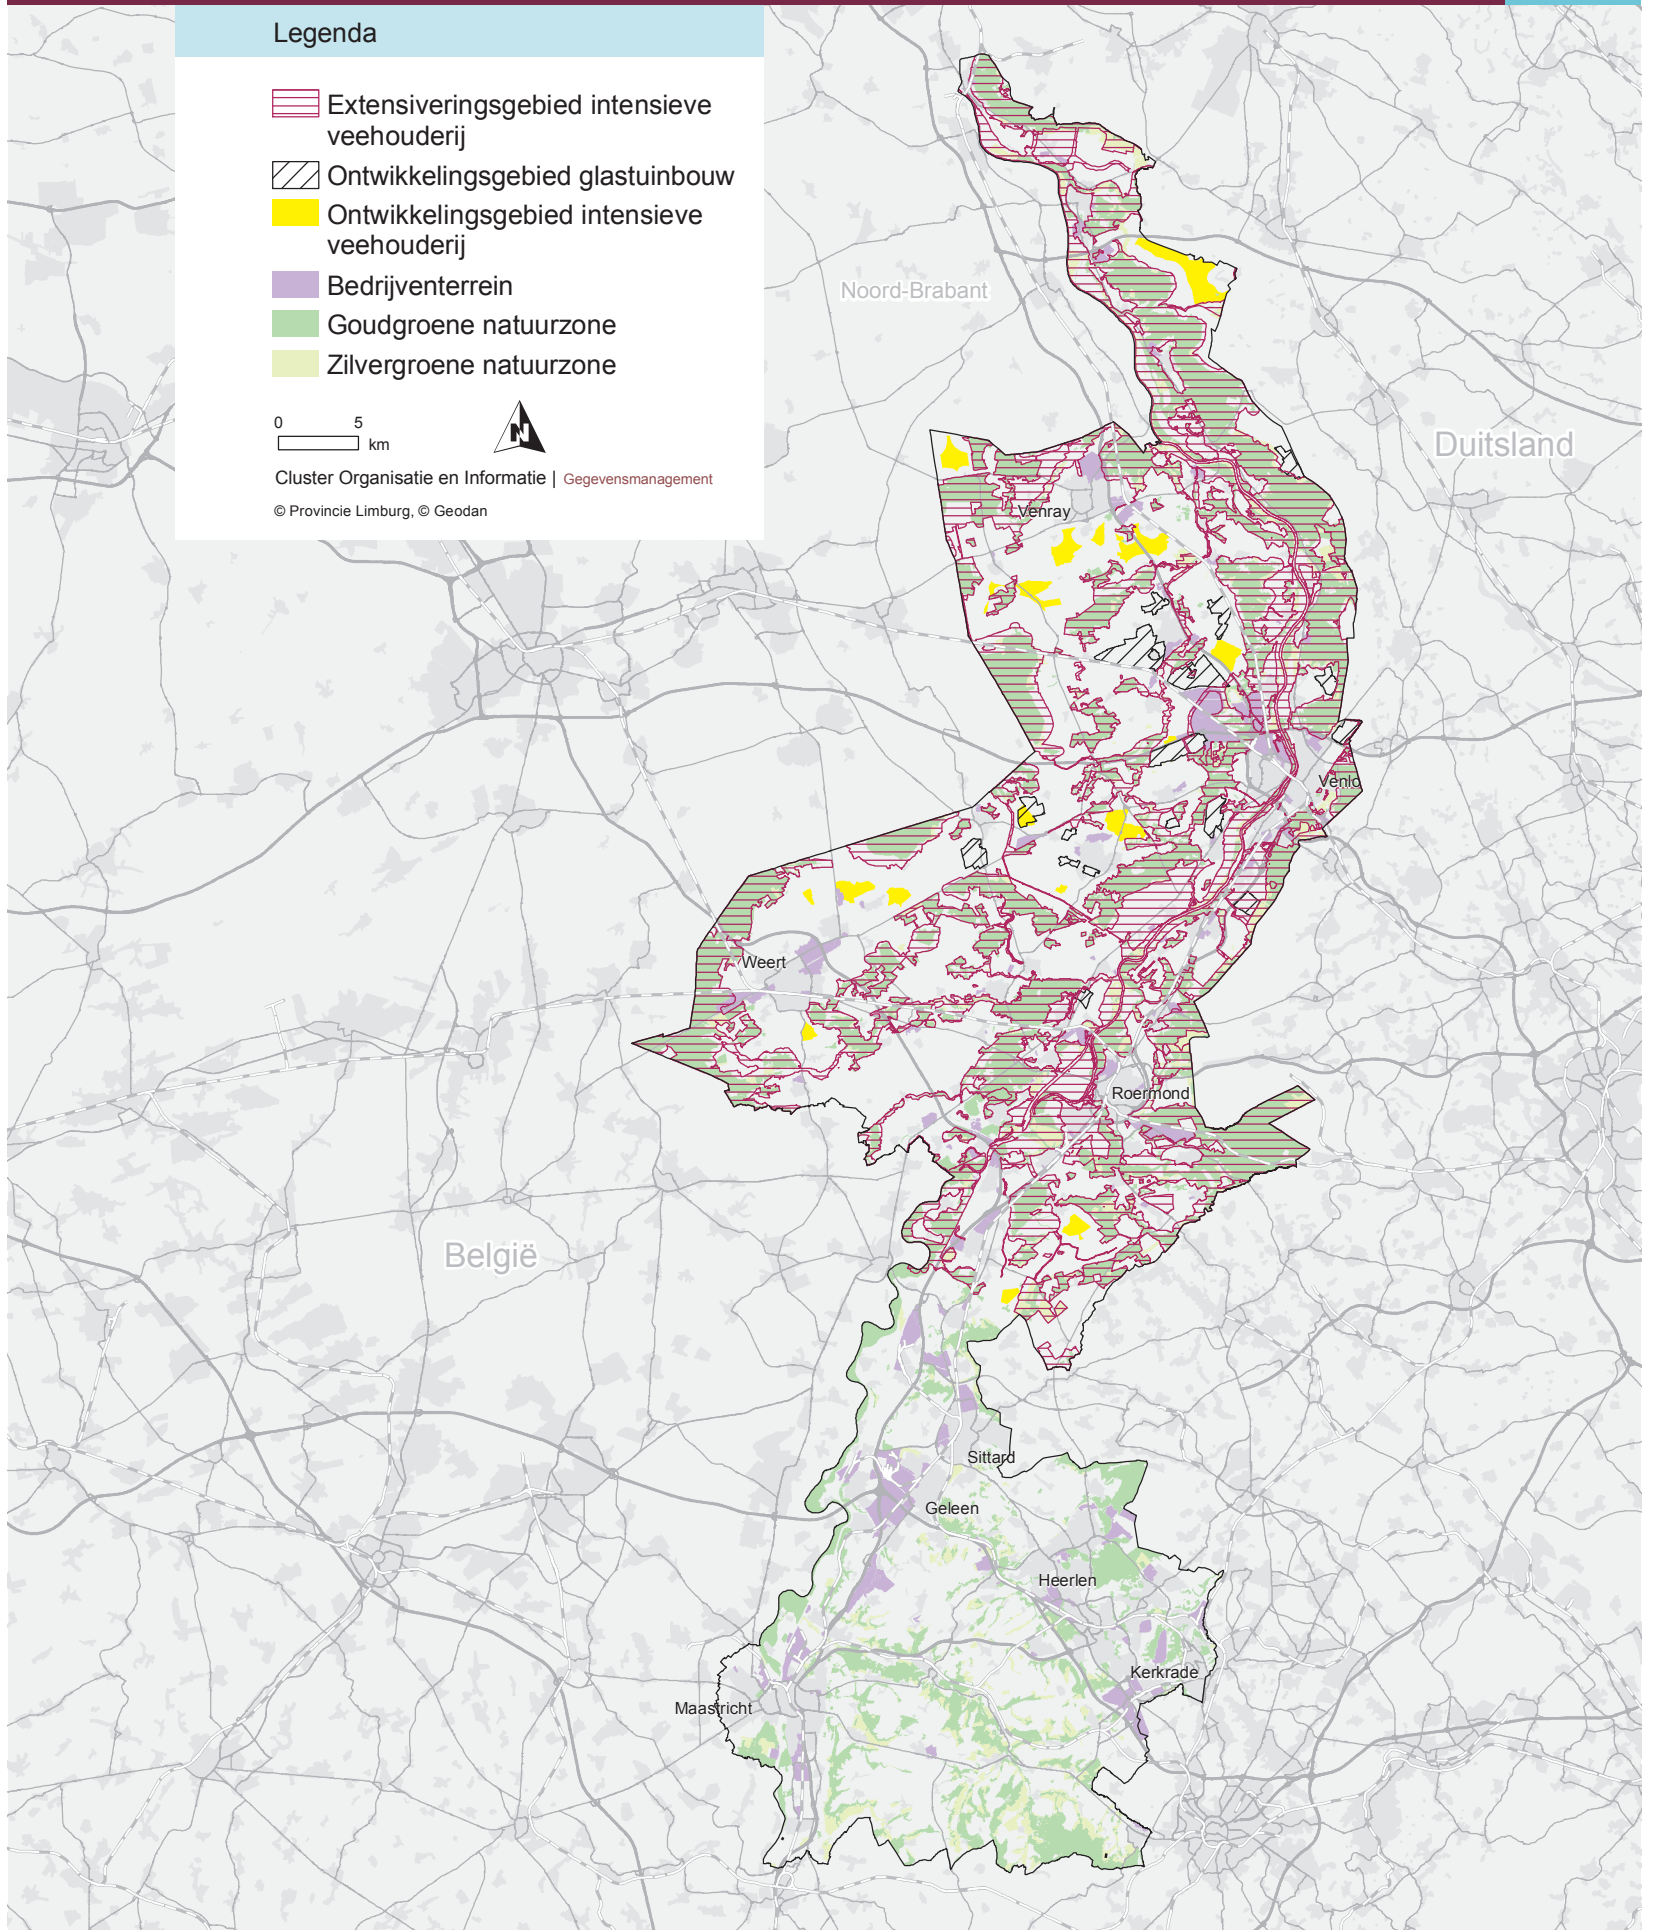 Legenda
Extensiveringsgebied intensieve
veehouderij
Ontwikkelingsgebied glastuinbouw
Ontwikkelingsgebied intensieve
veehouderij
Bedrijventerrein
Goudgroene natuurzone
Zilvergroene natuurzone
0 5
km
N
Cluster Organisatie en Informatie | Gegevensmanagement
© Provincie Limburg, © Geodan
Noord-Brabant
Duitsland
Venray
Venlo
Weert
Roermond
België
Sittard
Geleen
Heerlen
Kerkrade
Maastricht